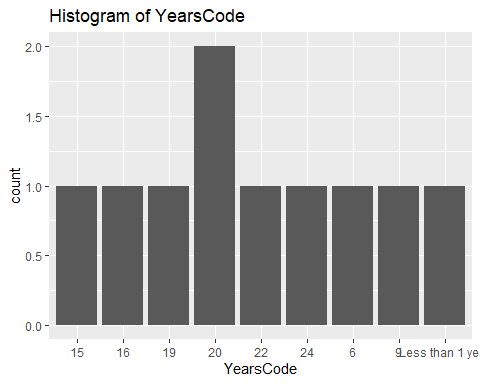 Histogram of YearsCode
2.0
1.5
1.0
0.5
0.0
count
15 16 19 20 22 24 6 9 Less than 1 ye
YearsCode